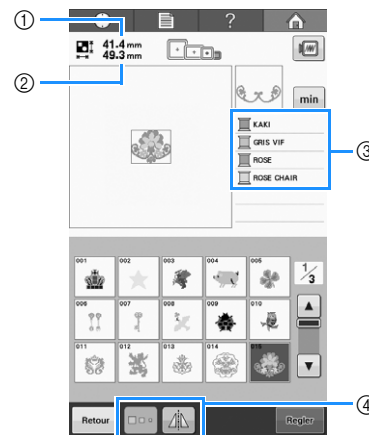 ①
?
41.4 mm
49.3 mm
②
min
KAKI
GRIS VIF
ROSE
ROSE CHAIR
③
001 002 003 004 005
1/3
006 007 008 009 010
011 012 013 014 015
④
Retour
Regler